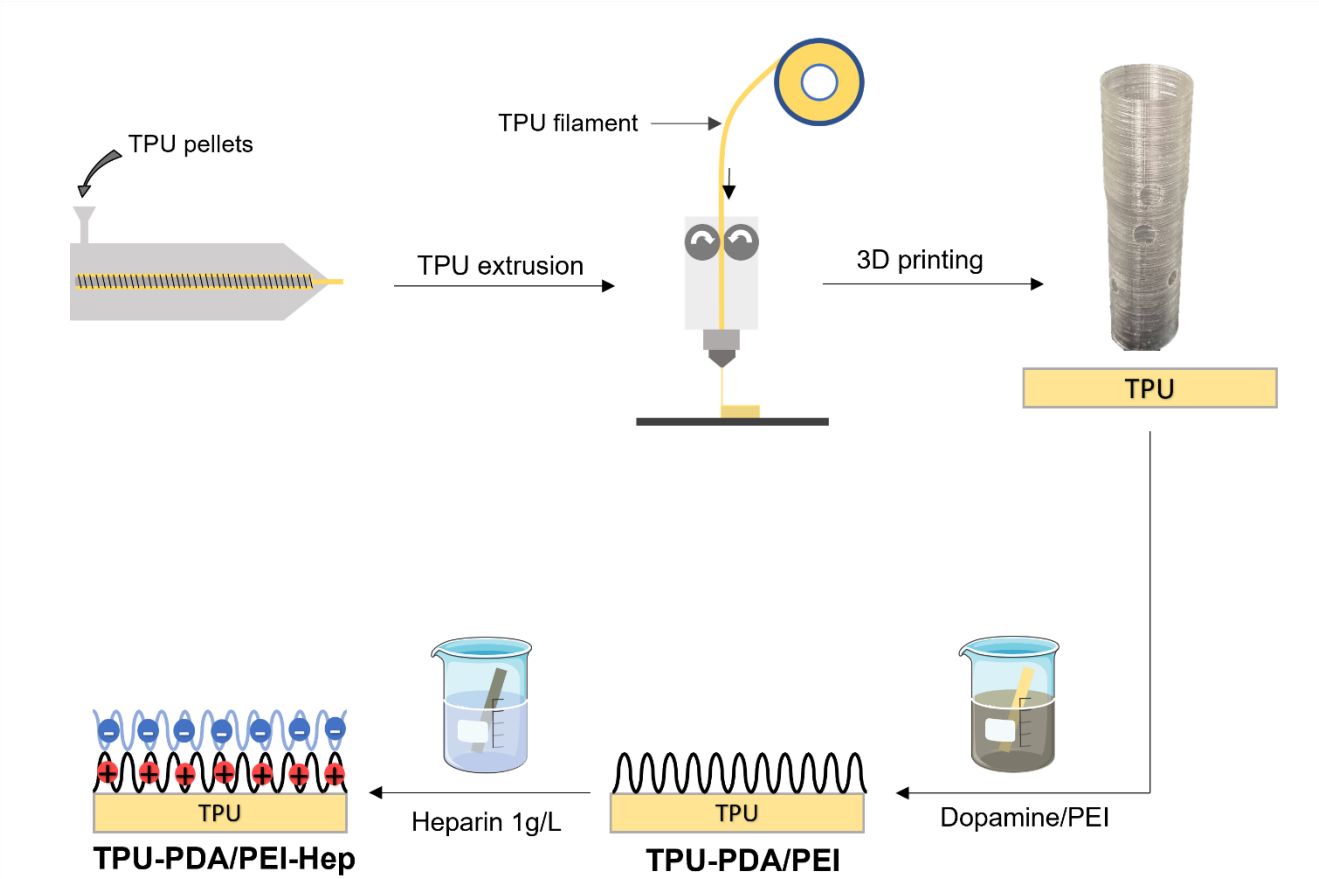 TPU pellets
TPU filament
TPU extrusion
3D printing
TPU
Dopamine/PEI
TPU
TPU-PDA/PEI
Heparin 1g/L
- - - - - - -
+ + + + + + +
TPU
TPU-PDA/PEI-Hep